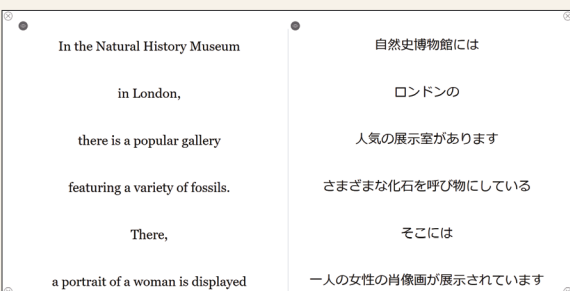 In the Natural History Museum
in London,
there is a popular gallery
featuring a variety of fossils.
There,
a portrait of a woman is displayed
自然史博物館には
ロンドンの
人気の展示室があります
さまざまな化石を呼び物にしている
そこには
一人の女性の肖像画が展示されています